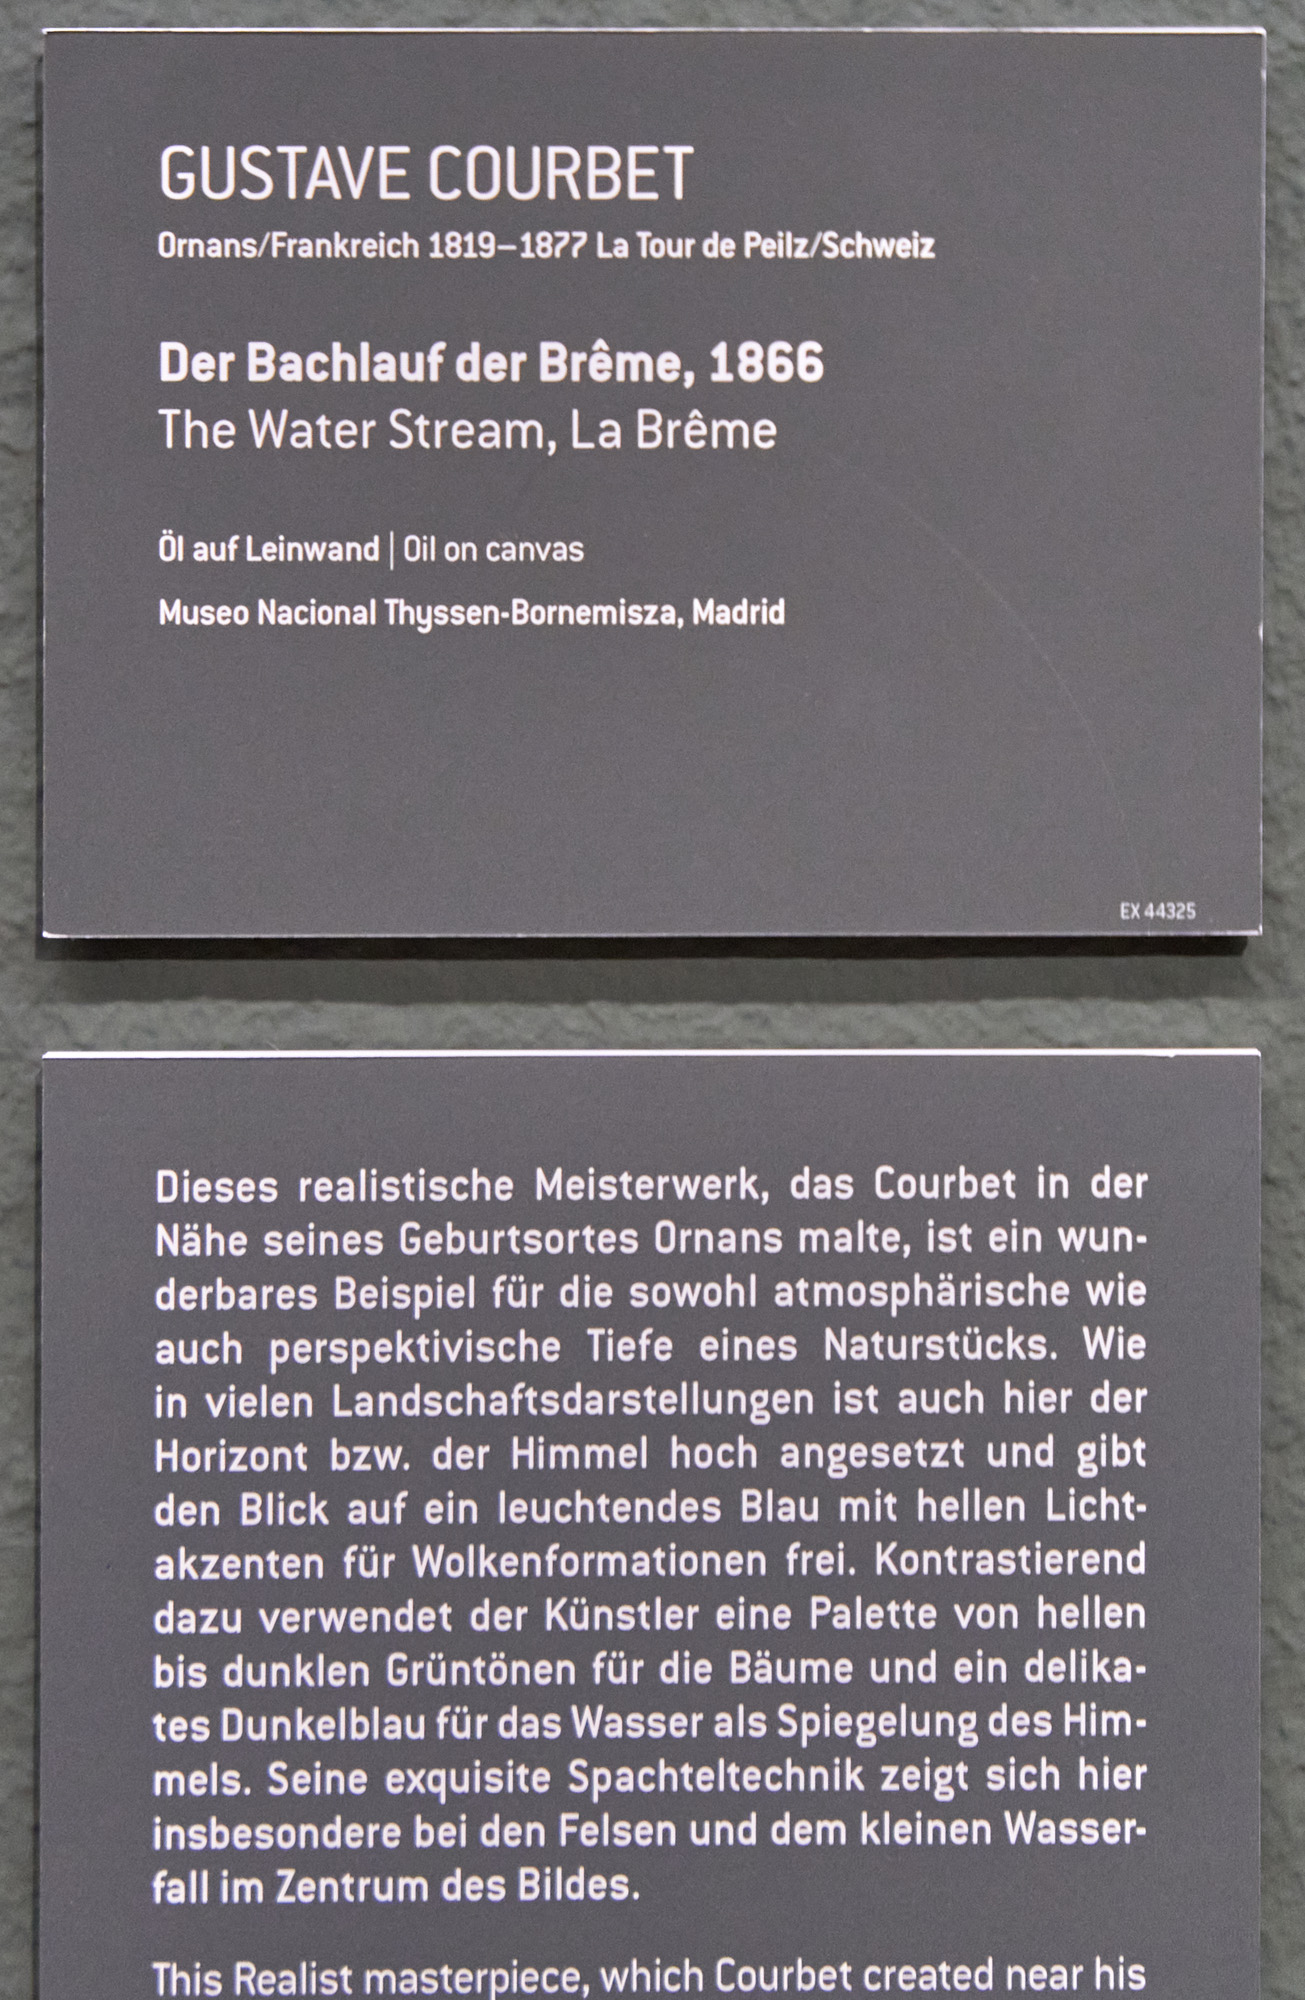 GUSTAVE COURBET
Ornans/Frankreich 1819–1877 La Tour de Peilz/Schweiz
Der Bachlauf der Brême, 1866
The Water Stream, La Brême
Öl auf Leinwand | Oil on canvas
Museo Nacional Thyssen-Bornemisza, Madrid
EX 44325
Dieses realistische Meisterwerk, das Courbet in der
Nähe seines Geburtsortes Ornans malte, ist ein wun-
derbares Beispiel für die sowohl atmosphärische wie
auch perspektivische Tiefe eines Naturstücks. Wie
in vielen Landschaftsdarstellungen ist auch hier der
Horizont bzw. der Himmel hoch angesetzt und gibt
den Blick auf ein leuchtendes Blau mit hellen Licht-
akzenten für Wolkenformationen frei. Kontrastierend
dazu verwendet der Künstler eine Palette von hellen
bis dunklen Grüntönen für die Bäume und ein delika-
tes Dunkelblau für das Wasser als Spiegelung des Him-
mels. Seine exquisite Spachteltechnik zeigt sich hier
insbesondere bei den Felsen und dem kleinen Wasser-
fall im Zentrum des Bildes.
This Realist masterpiece, which Courbet created near his